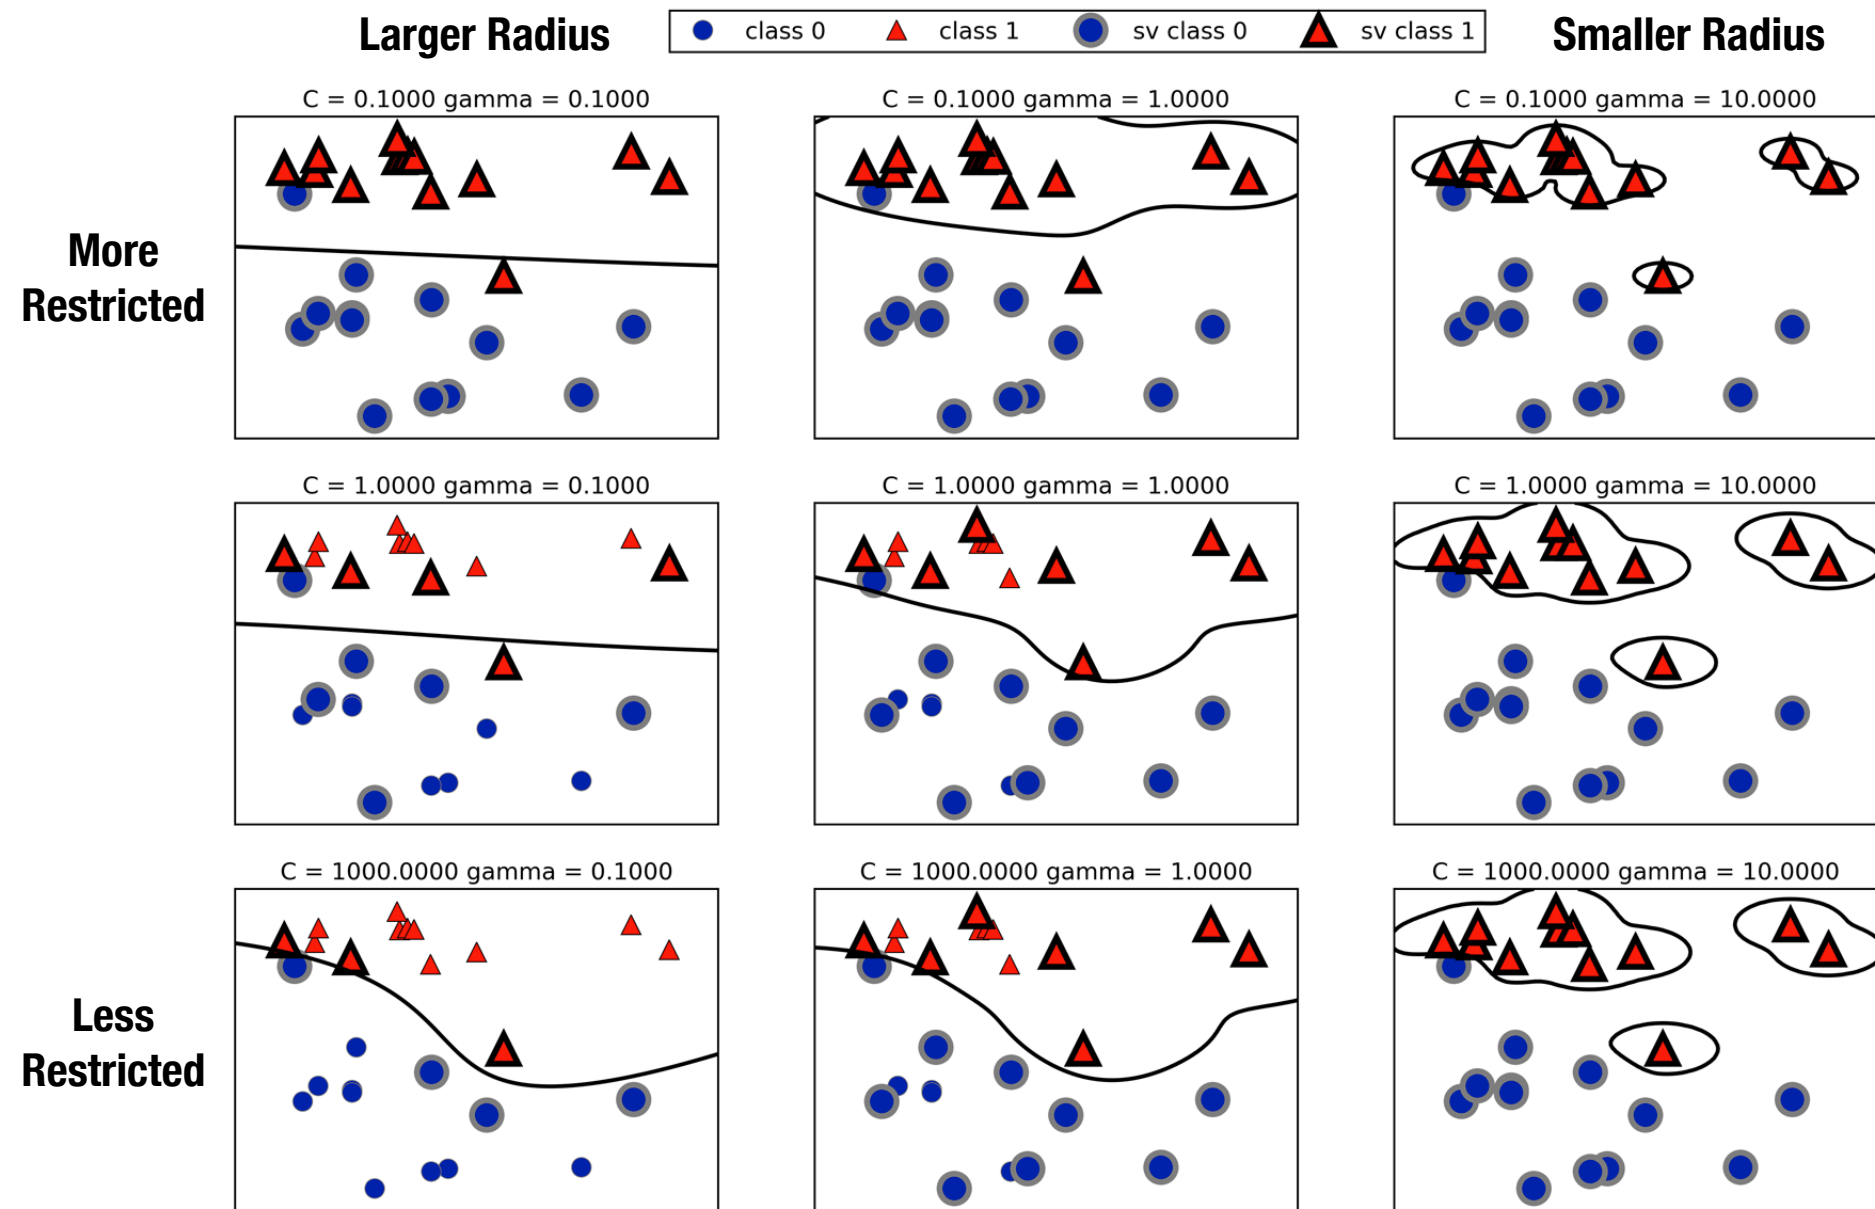 Larger Radius
class 0 class 1 sv class 0 sv class 1
Smaller Radius
C = 0.1000 gamma = 0.1000
C = 0.1000 gamma = 1.0000
C = 0.1000 gamma = 10.0000
More
Restricted
C = 1.0000 gamma = 0.1000
C = 1.0000 gamma = 1.0000
C = 1.0000 gamma = 10.0000
C = 1000.0000 gamma = 0.1000
C = 1000.0000 gamma = 1.0000
C = 1000.0000 gamma = 10.0000
Less
Restricted